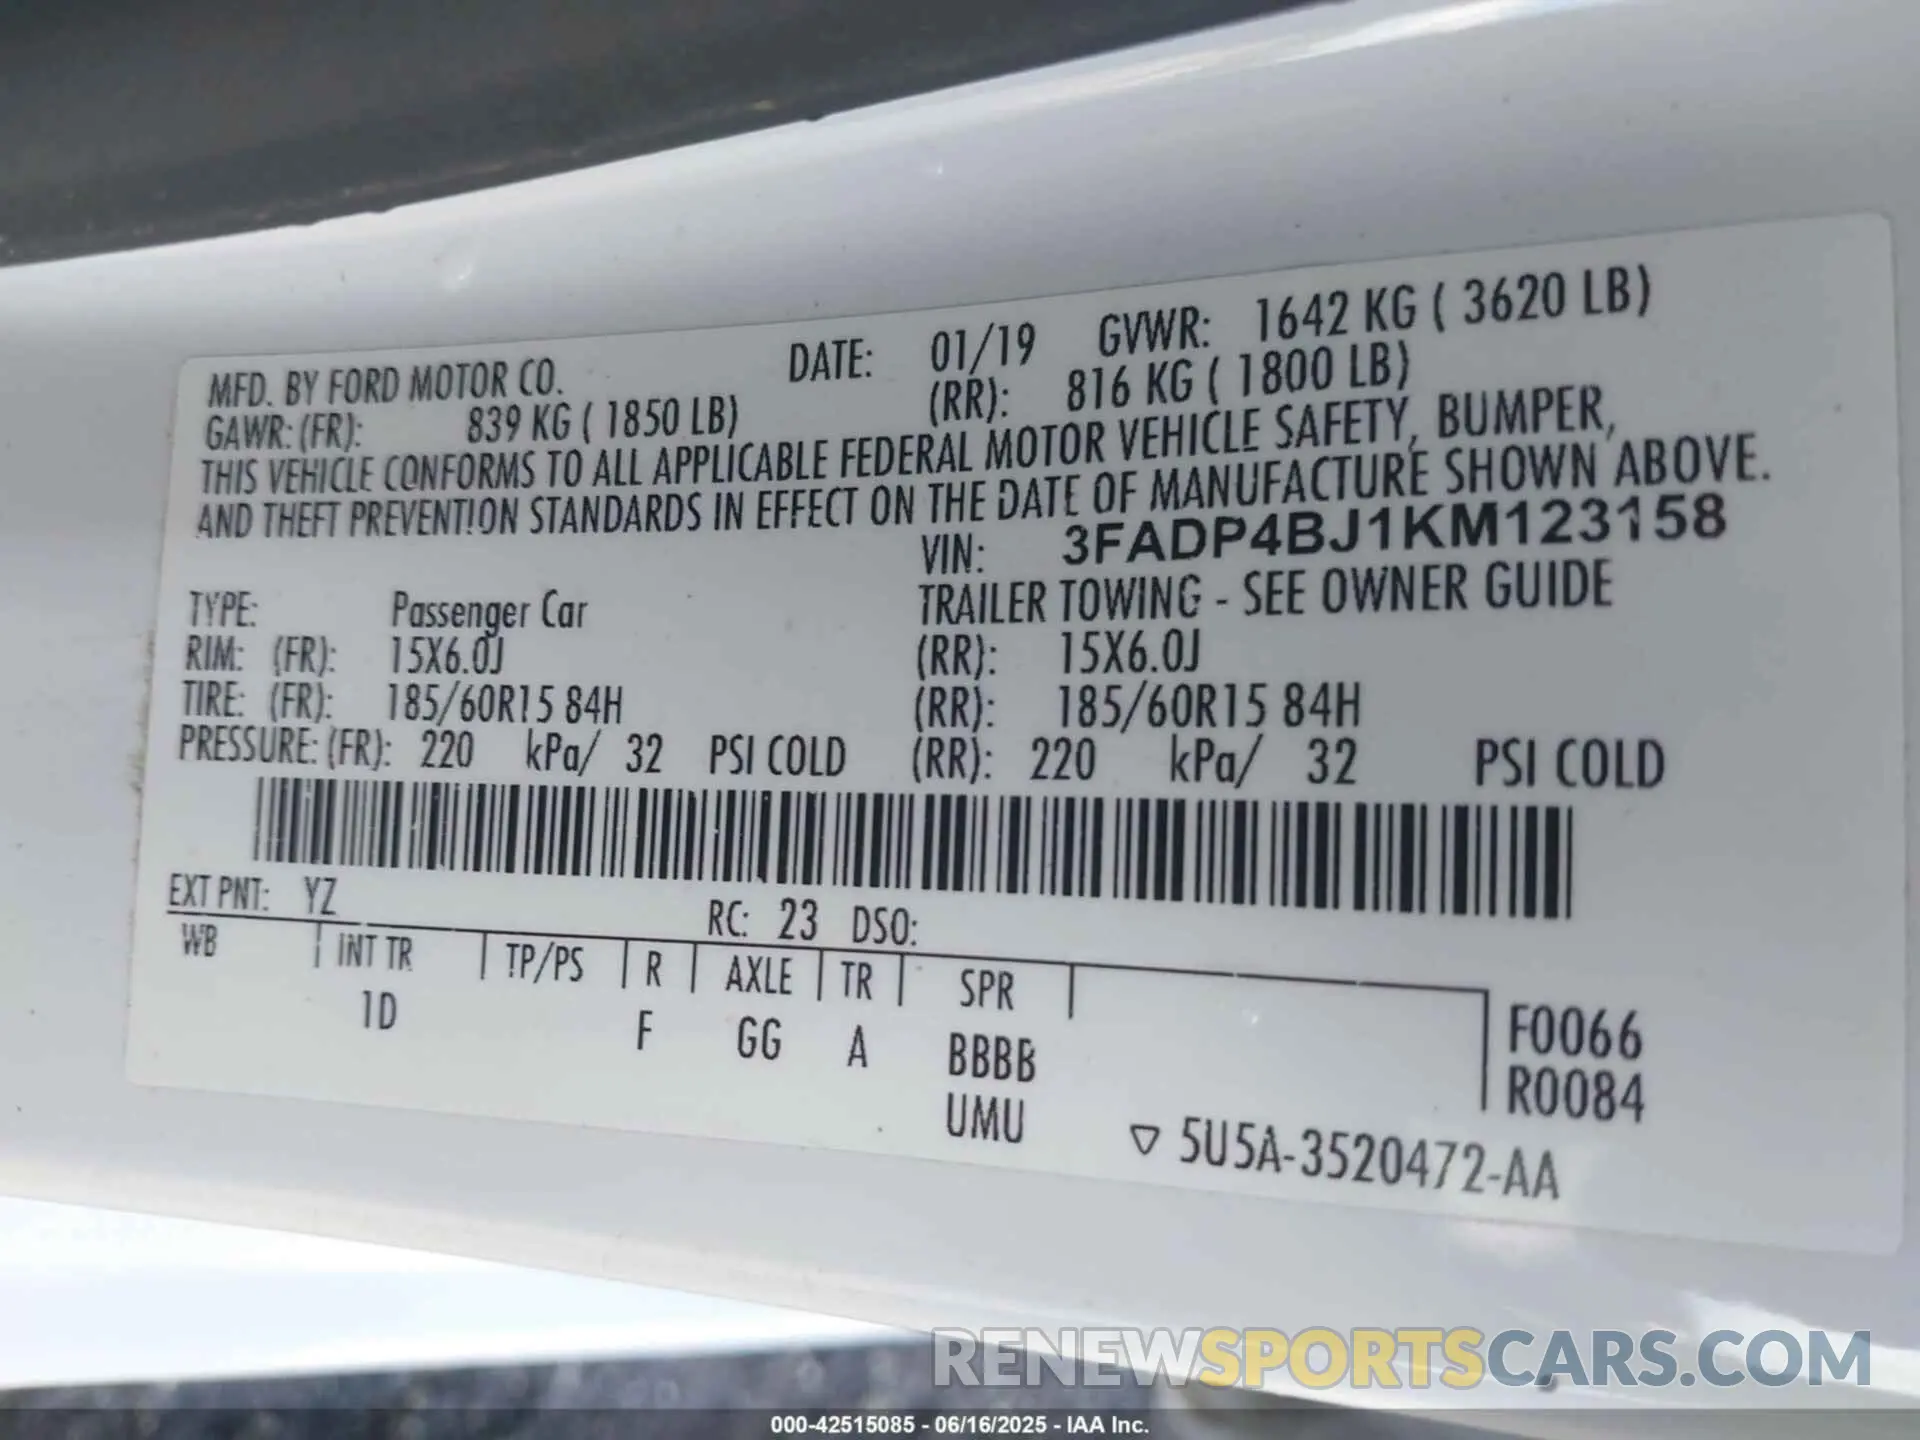 MFD. BY FORD MOTOR CO. DATE: 01/19 GVWR: 1642 KG ( 3620 LB)
GAWR: (FR): 839 KG ( 1850 LB) (RR): 816 KG ( 1800 LB)
THIS VEHICLE CONFORMS TO ALL APPLICABLE FEDERAL MOTOR VEHICLE SAFETY, BUMPER,
AND THEFT PREVENTION STANDARDS IN EFFECT ON THE DATE OF MANUFACTURE SHOWN ABOVE.
VIN: 3FADP4BJ1KM123158
TYPE: Passenger Car TRAILER TOWING - SEE OWNER GUIDE
RIM: (FR): 15X6.0J (RR): 15X6.0J
TIRE: (FR): 185/60R15 84H (RR): 185/60R15 84H
PRESSURE: (FR): 220 kPa/ 32 PSI COLD (RR): 220 kPa/ 32 PSI COLD
EXT PNT: YZ RC: 23 DSO:
WB INT TR TP/PS R AXLE TR SPR
1D F GG A BBBB F0066
UMU R0084
▽ 5U5A-3520472-AA
RENEWSPORTSCARS.COM
000-42515085 - 06/16/2025 - IAA Inc.